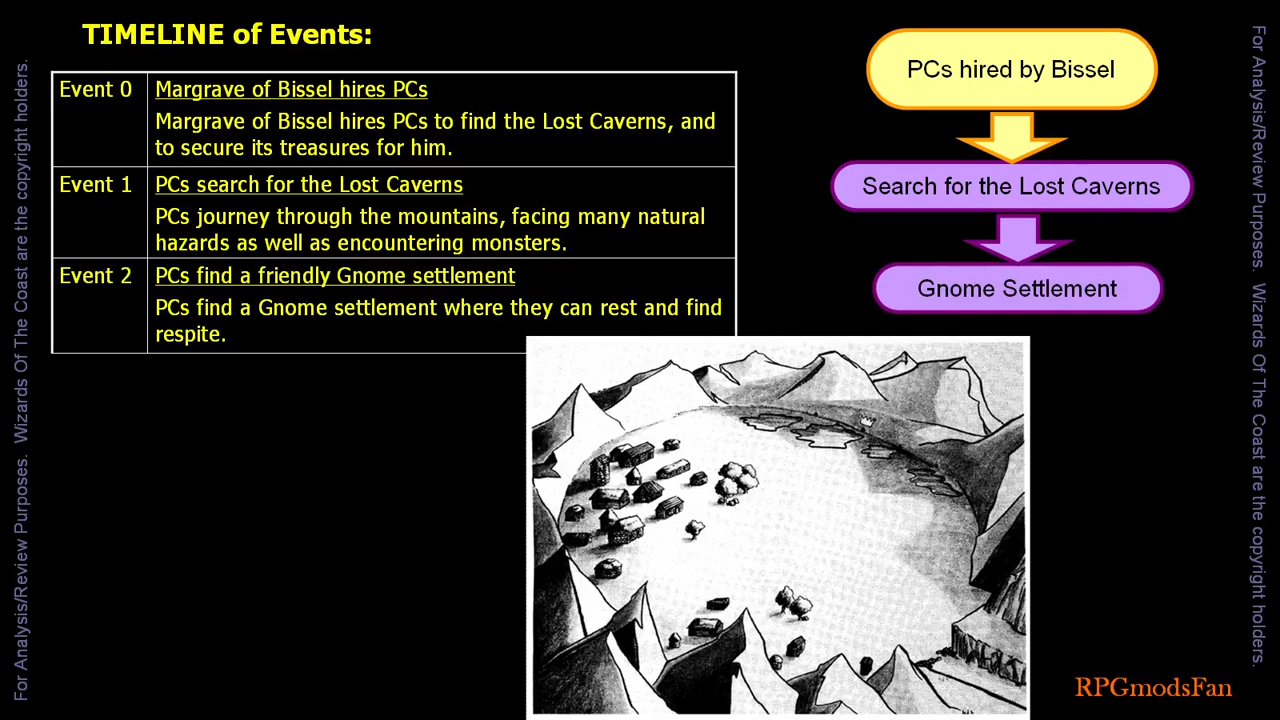 TIMELINE of Events:
Event 0
Margrave of Bissel hires PCs
Margrave of Bissel hires PCs to find the Lost Caverns, and
to secure its treasures for him.
Event 1
PCs search for the Lost Caverns
PCs journey through the mountains, facing many natural
hazards as well as encountering monsters.
Event 2
PCs find a friendly Gnome settlement
PCs find a Gnome settlement where they can rest and find
respite.
PCs hired by Bissel
Search for the Lost Caverns
Gnome Settlement
For Analysis/Review Purposes.  Wizards Of The Coast are the copyright holders.
For Analysis/Review Purposes.  Wizards Of The Coast are the copyright holders.
RPGmodsFan